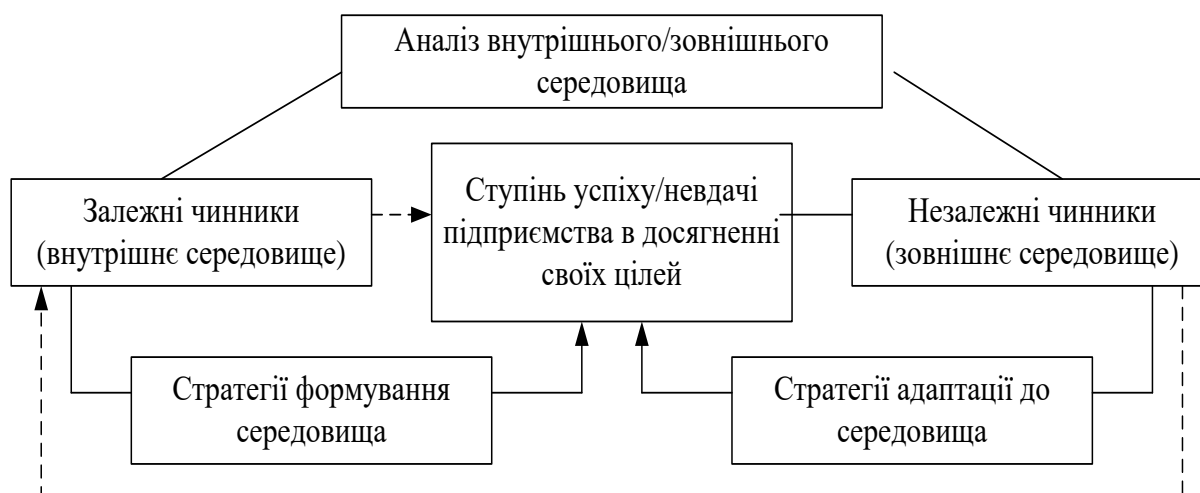 Аналіз внутрішнього/зовнішнього
середовища
Залежні чинники
(внутрішнє середовище)
Ступінь успіху/невдачі
підприємства в досягненні
своїх цілей
Незалежні чинники
(зовнішнє середовище)
Стратегії формування
середовища
Стратегії адаптації до
середовища